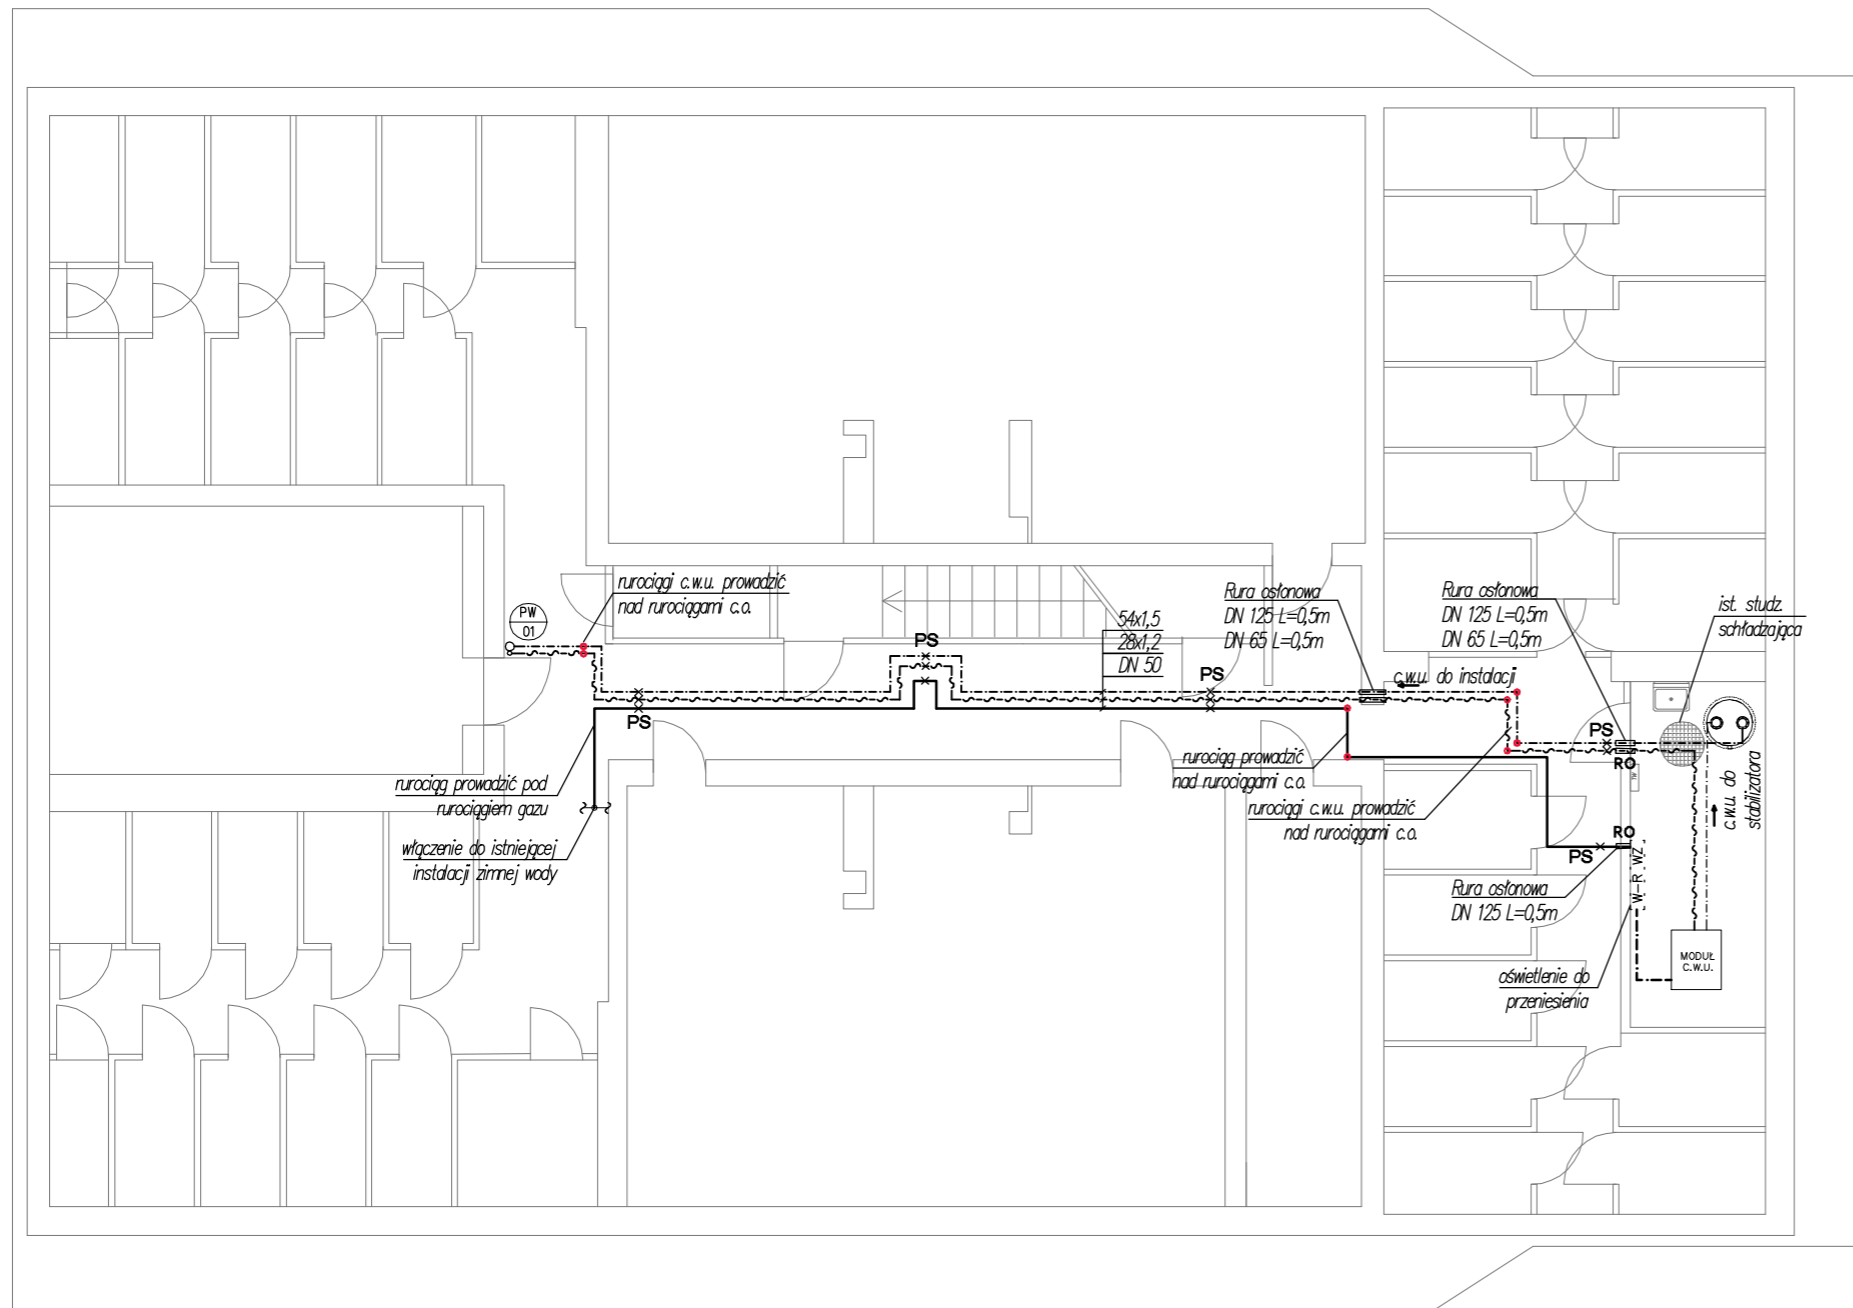 rurociągi c.w.u. prowadzić
nad rurociągami c.o.
PW
01
PS
54x1,5
28x1,2
DN 50
Rura osłonowa
DN 125 L=0,5m
DN 65 L=0,5m
Rura osłonowa
DN 125 L=0,5m
DN 65 L=0,5m
ist. studz.
schładzająca
c.w.u. do instalacji
PS
PS
PS
RO
TW
c.w.u. do
stabilizatora
rurociąg prowadzić
nad rurociągami c.o.
rurociągi c.w.u. prowadzić
nad rurociągami c.o.
rurociąg prowadzić pod
rurociągiem gazu
włączenie do istniejącej
instalacji zimnej wody
RO
PS
W-R WZ
Rura osłonowa
DN 125 L=0,5m
MODUŁ
C.W.U.
oświetlenie do
przeniesienia